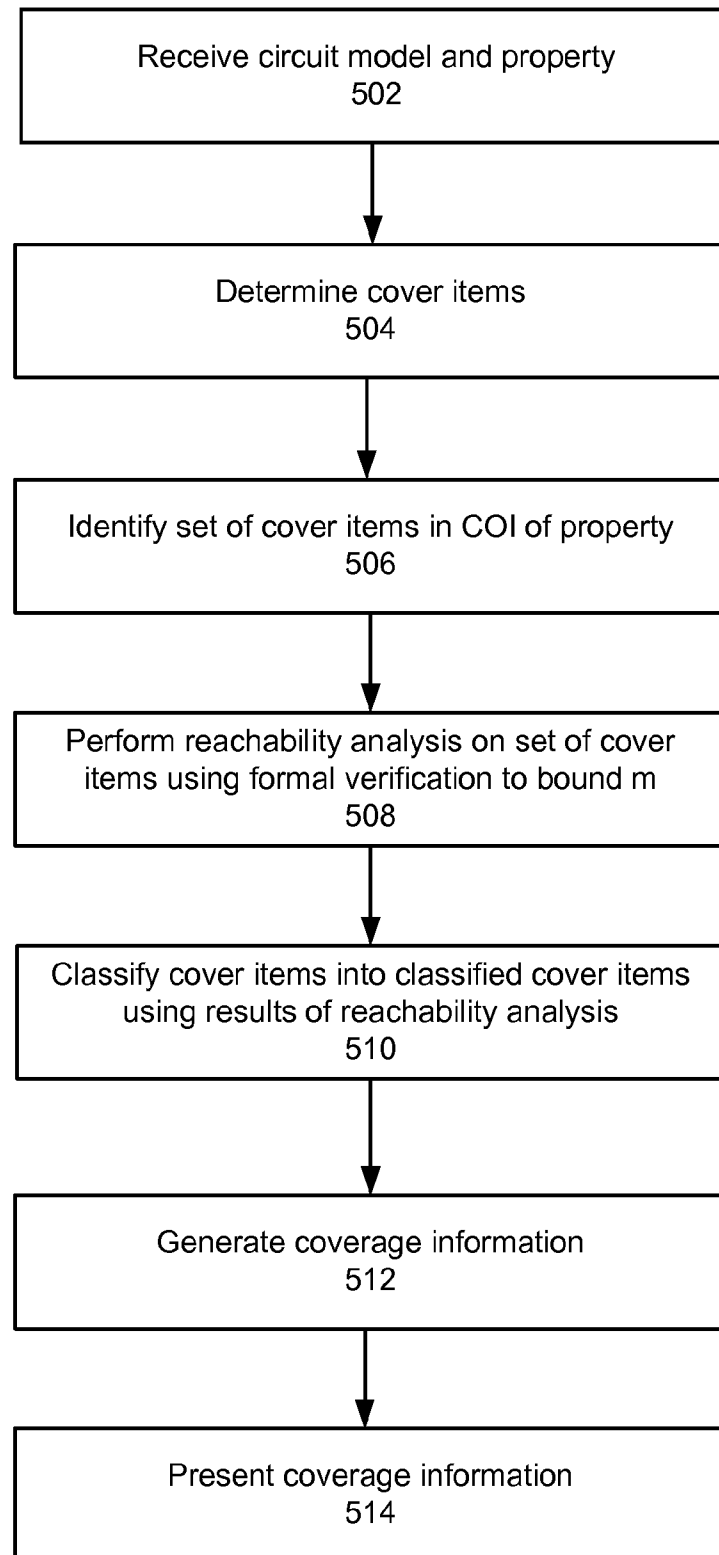 Receive circuit model and property
502
Determine cover items
504
Identify set of cover items in COI of property
506
Perform reachability analysis on set of cover
items using formal verification to bound m
508
Classify cover items into classified cover items
using results of reachability analysis
510
Generate coverage information
512
Present coverage information
514